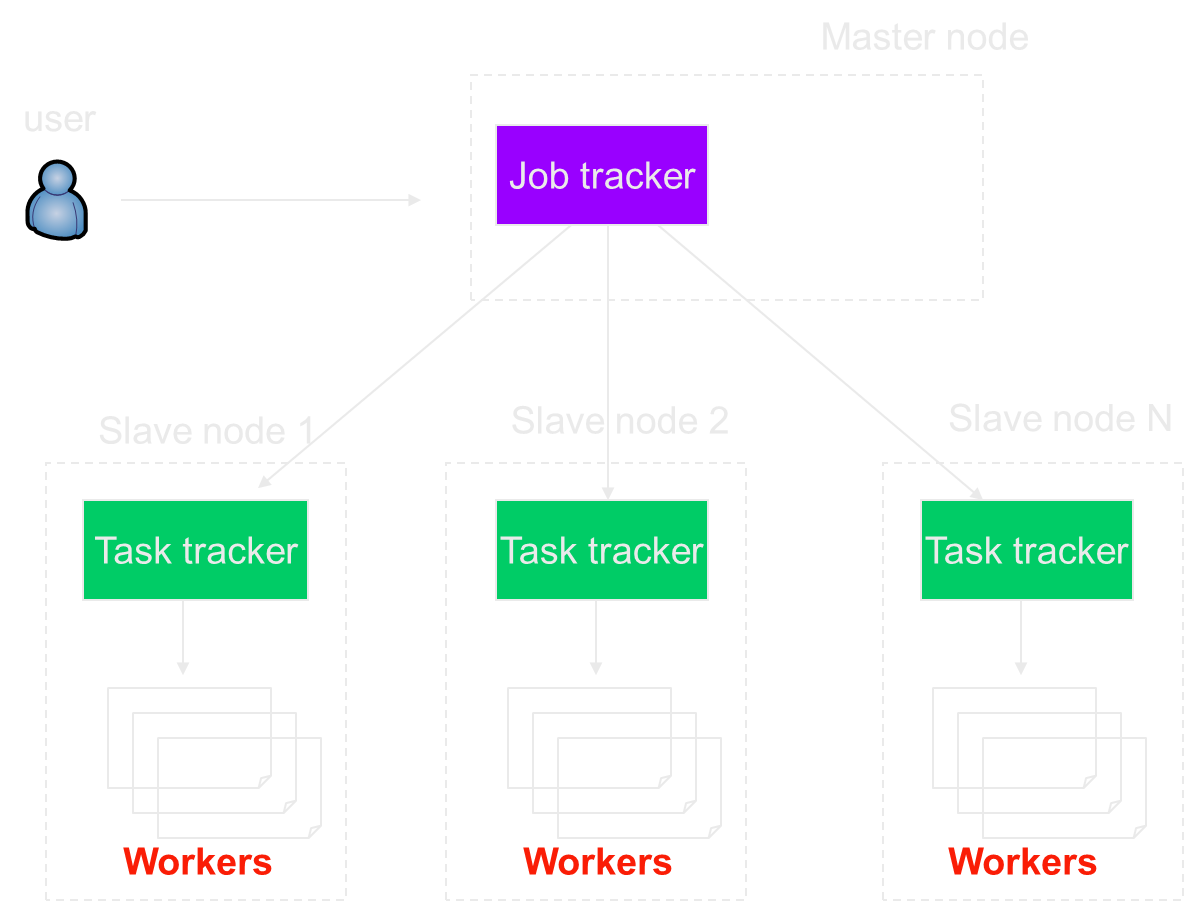 Master node
user
Job tracker
Slave node 1
Slave node 2
Slave node N
Task tracker
Task tracker
Task tracker
Workers
Workers
Workers